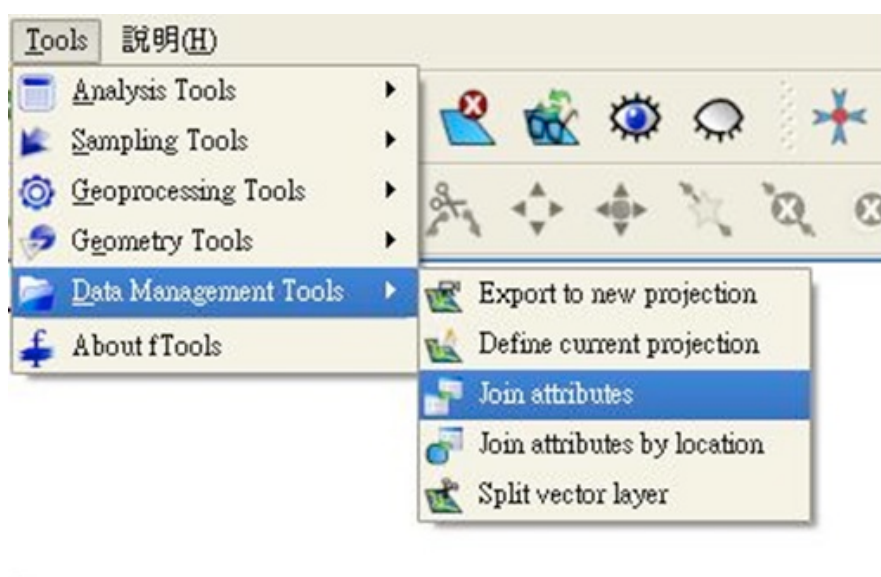 Tools 說明(H)
Analysis Tools
Sampling Tools
Geoprocessing Tools
Geometry Tools
Data Management Tools
About fTools
Export to new projection
Define current projection
Join attributes
Join attributes by location
Split vector layer